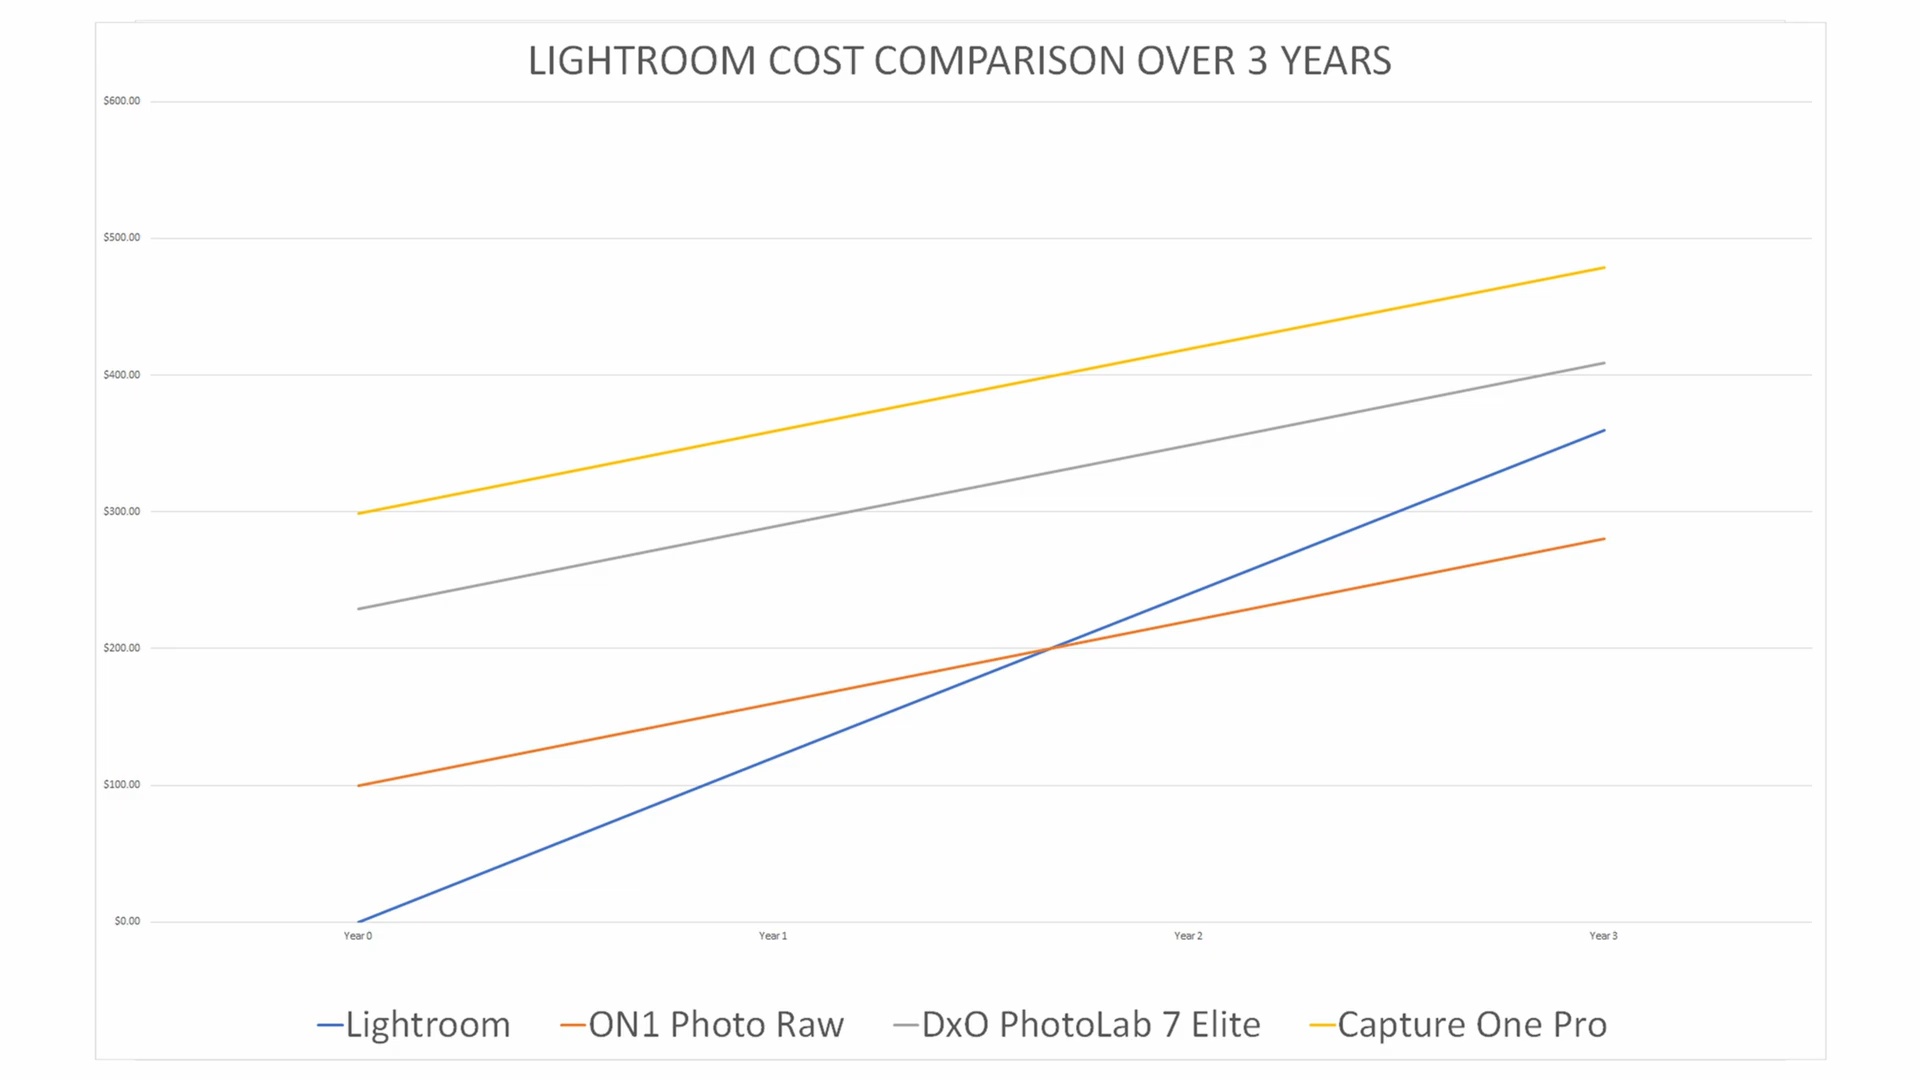 LIGHTROOM COST COMPARISON OVER 3 YEARS
$600.00
$500.00
$400.00
$300.00
$200.00
$100.00
$0.00
Year 0 Year 1 Year 2 Year 3
Lightroom ON1 Photo Raw DxO PhotoLab 7 Elite Capture One Pro